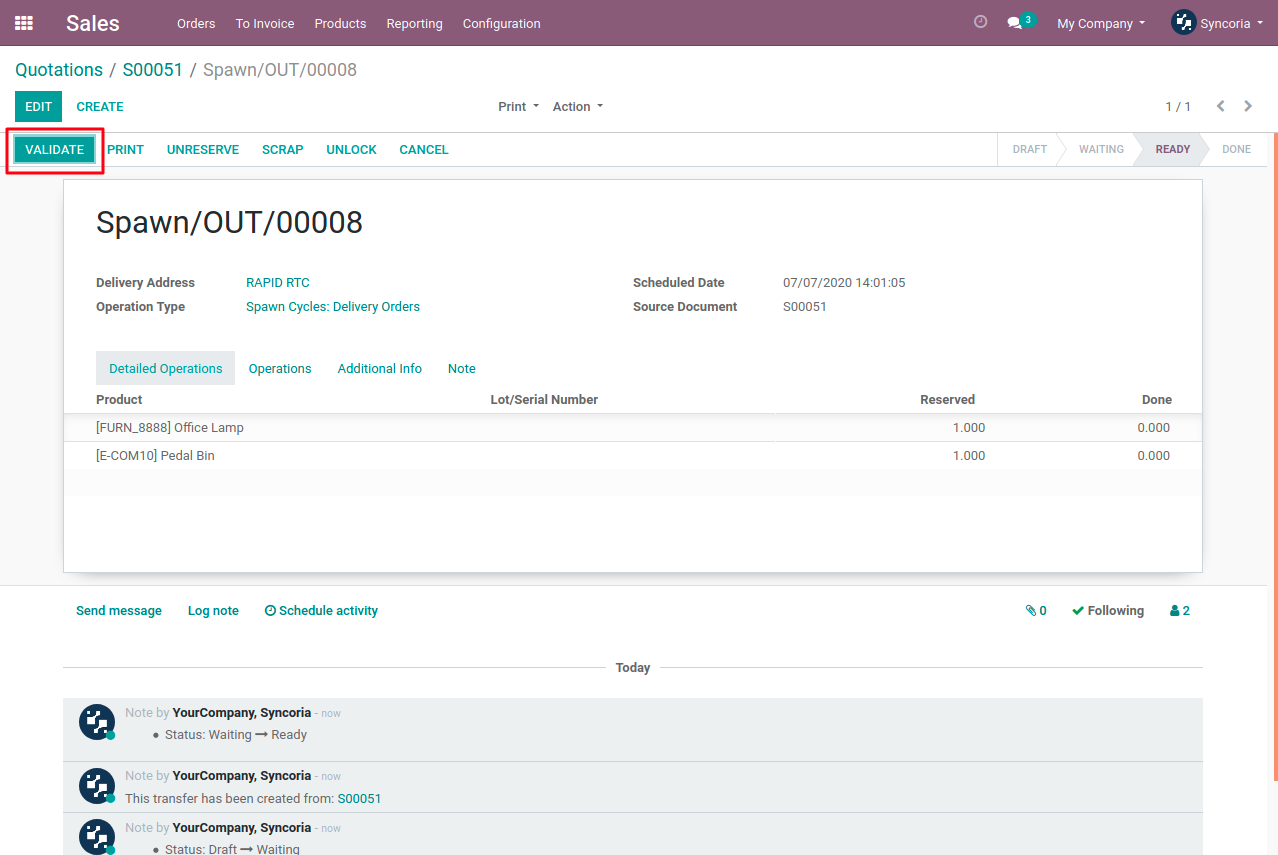 Sales Orders To Invoice Products Reporting Configuration 3 My Company Syncoria
Quotations / S00051 / Spawn/OUT/00008
EDIT CREATE Print Action 1 / 1
VALIDATE PRINT UNRESERVE SCRAP UNLOCK CANCEL DRAFT WAITING READY DONE
Spawn/OUT/00008
Delivery Address RAPID RTC Scheduled Date 07/07/2020 14:01:05
Operation Type Spawn Cycles: Delivery Orders Source Document S00051
Detailed Operations Operations Additional Info Note
Product Lot/Serial Number Reserved Done
[FURN_8888] Office Lamp 1.000 0.000
[E-COM10] Pedal Bin 1.000 0.000
Send message Log note Schedule activity 0 Following 2
Today
Note by YourCompany, Syncoria - now
• Status: Waiting → Ready
Note by YourCompany, Syncoria - now
This transfer has been created from: S00051
Note by YourCompany, Syncoria - now
• Status: Draft → Waiting